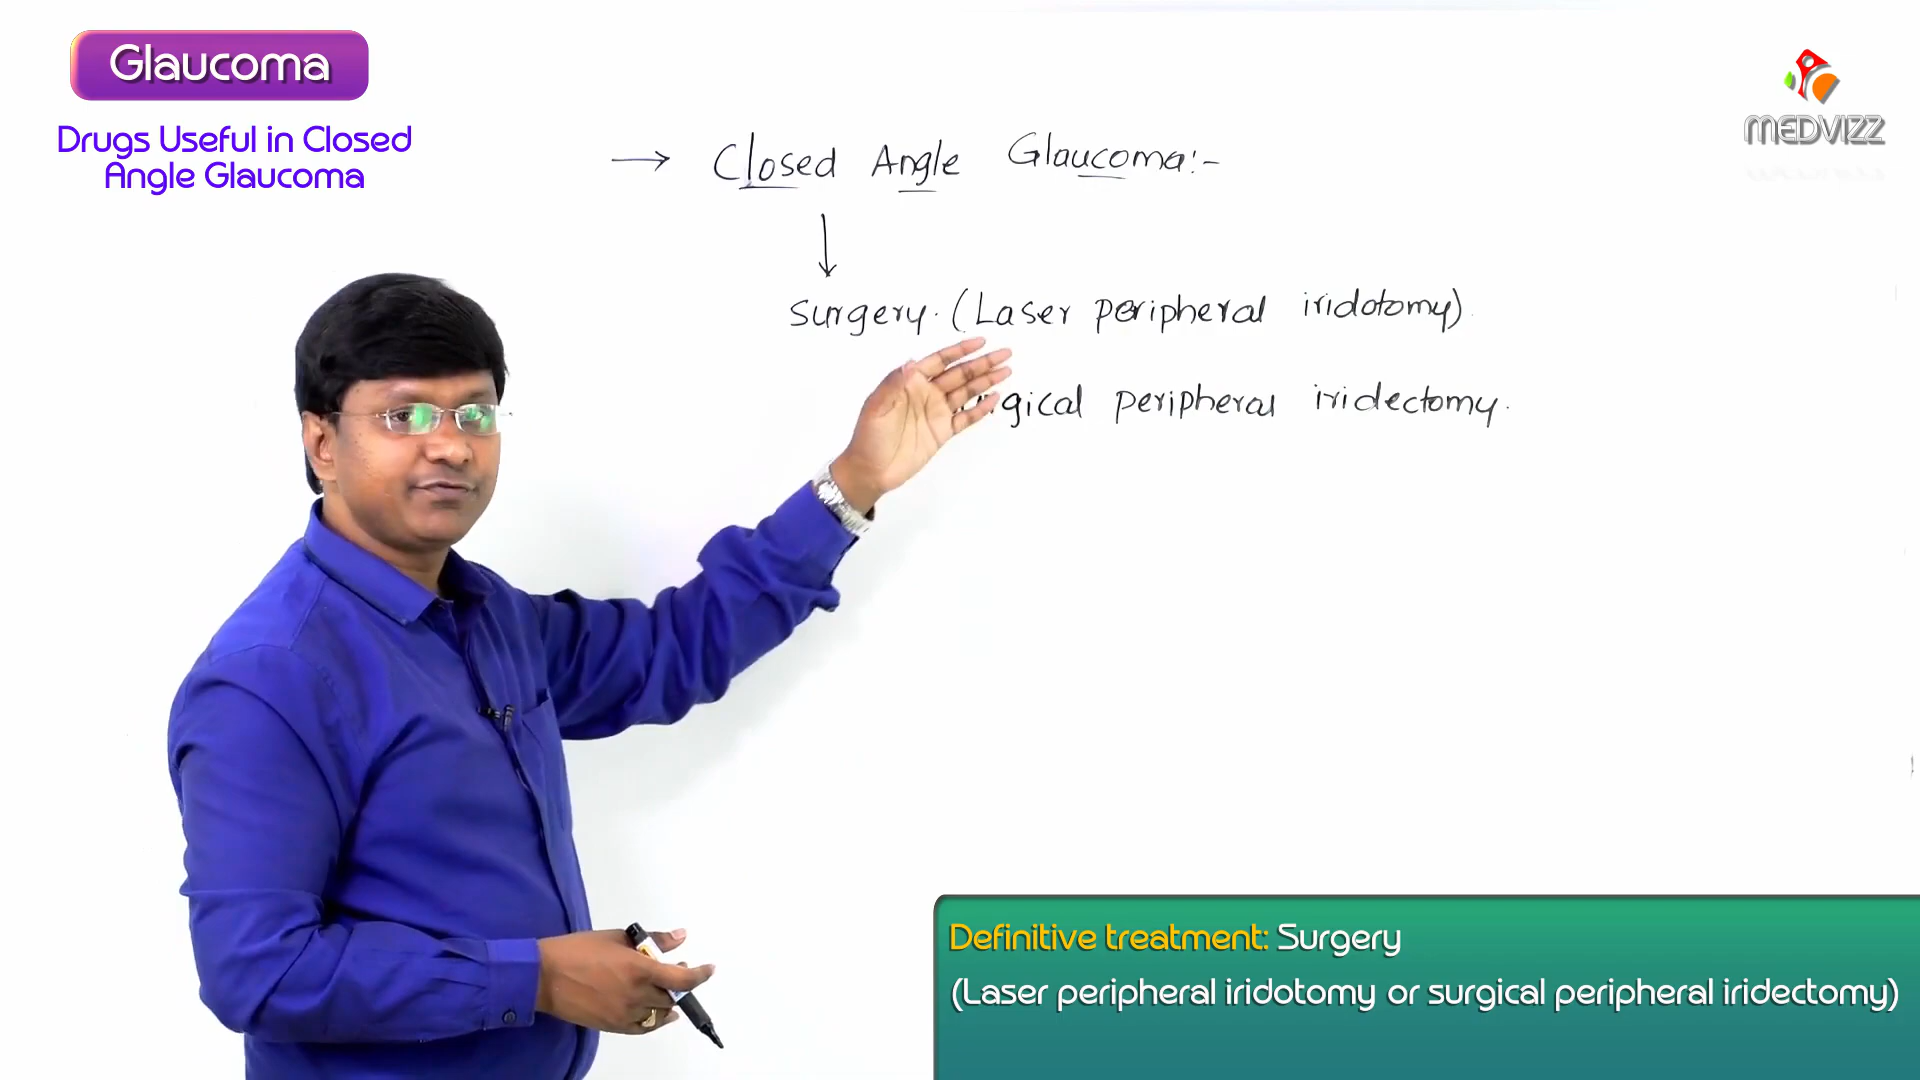 Glaucoma
Drugs Useful in Closed
Angle Glaucoma
MEDVIZZ
→ Closed Angle Glaucoma:-
↓
Surgery. (Laser peripheral iridotomy).
peripheral iridectomy.
Definitive treatment: Surgery
(Laser peripheral iridotomy or surgical peripheral iridectomy)